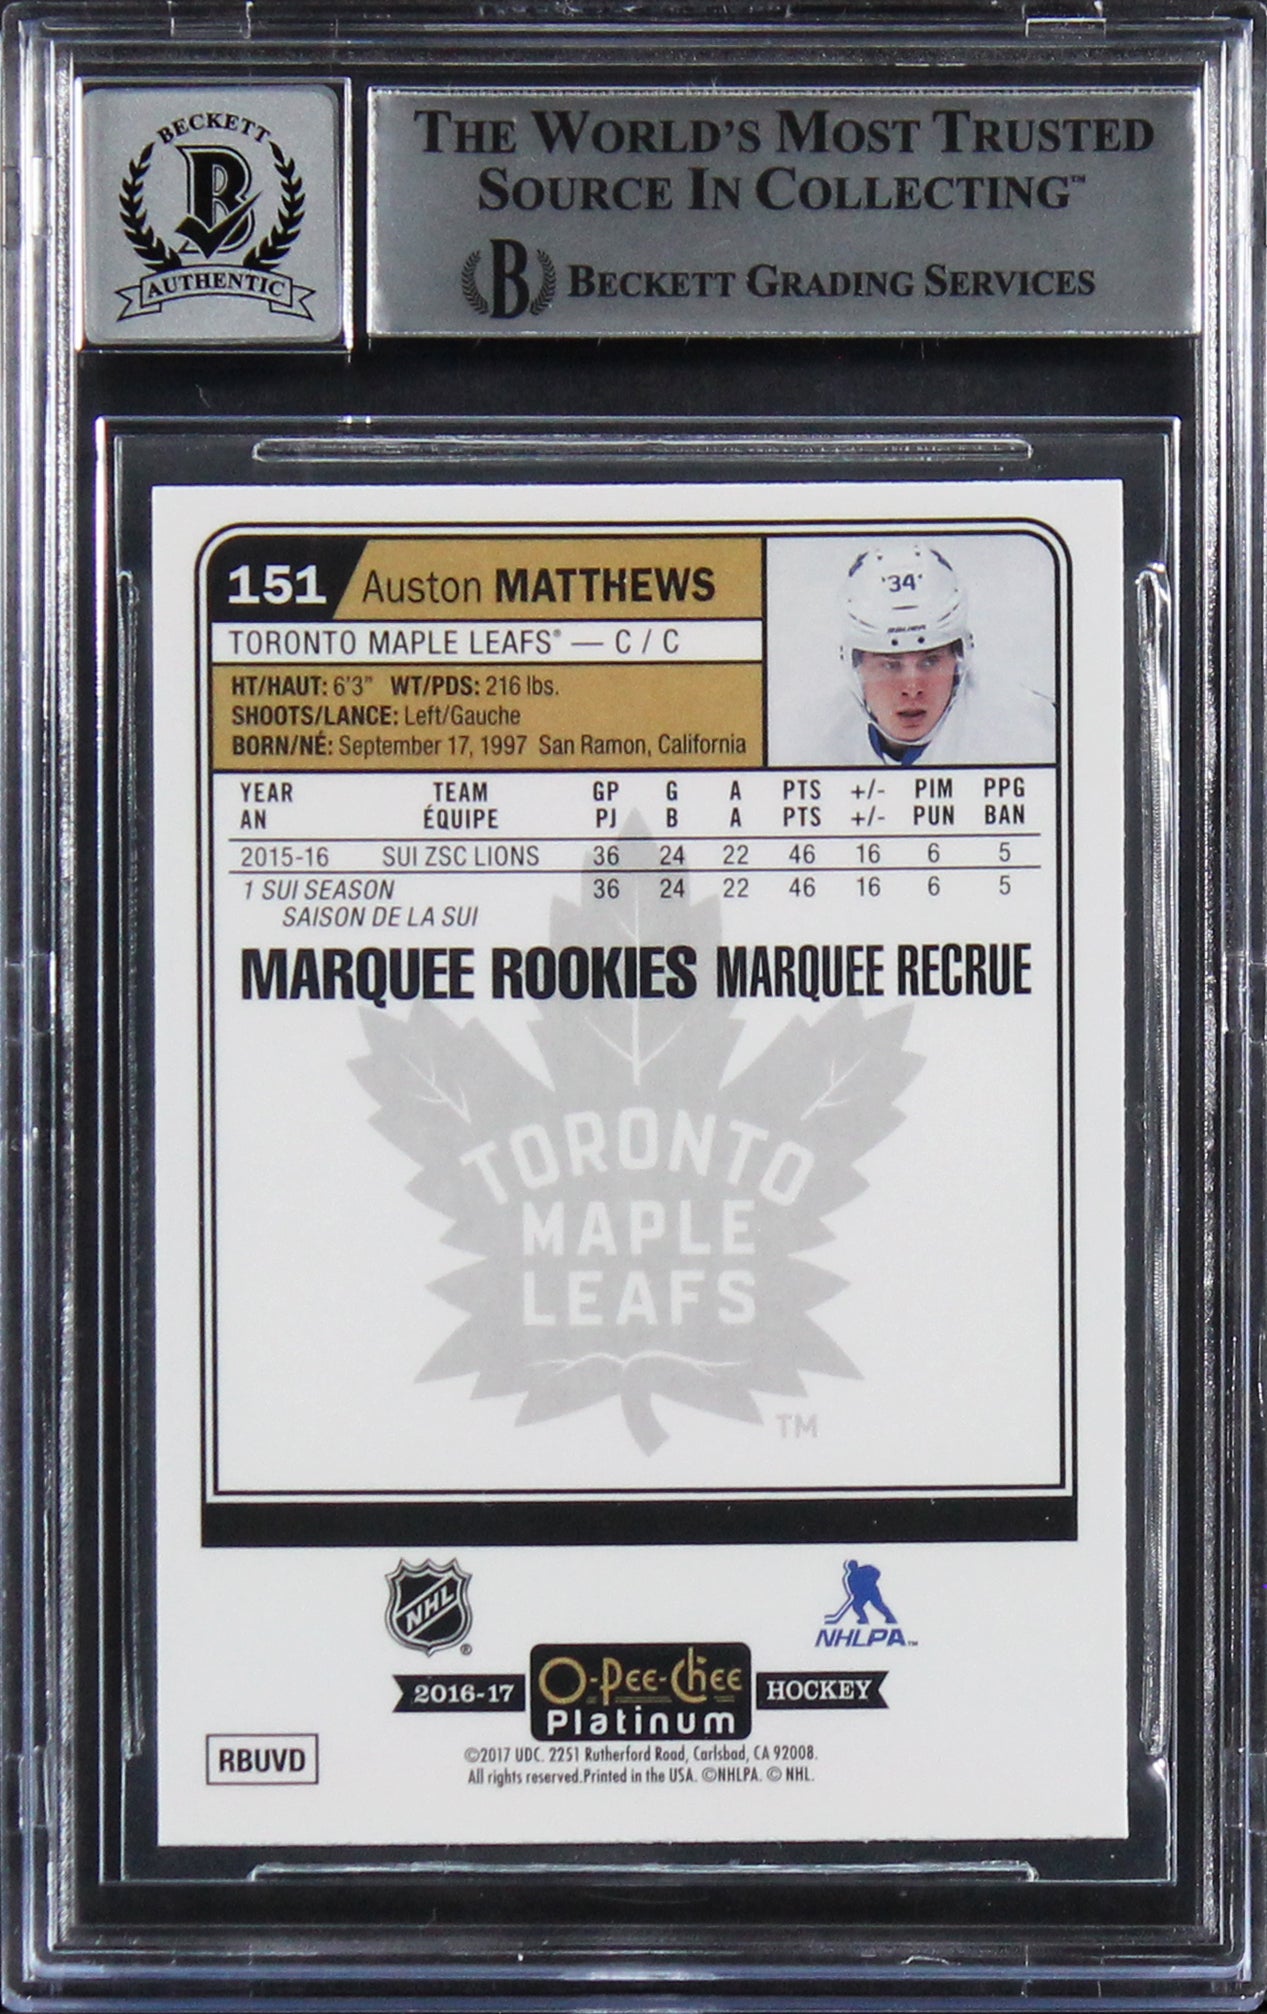 BECKETT
B
AUTHENTIC
THE WORLD'S MOST TRUSTED
SOURCE IN COLLECTING™
B BECKETT GRADING SERVICES
151 Auston MATTHEWS
TORONTO MAPLE LEAFS® — C / C
HT/HAUT: 6'3" WT/PDS: 216 lbs.
SHOOTS/LANCE: Left/Gauche
BORN/NÉ: September 17, 1997 San Ramon, California
34
BAUER
YEAR TEAM GP G A PTS +/- PIM PPG
AN ÉQUIPE PJ B A PTS +/- PUN BAN
2015-16 SUI ZSC LIONS 36 24 22 46 16 6 5
1 SUI SEASON 36 24 22 46 16 6 5
SAISON DE LA SUI
MARQUEE ROOKIES MARQUEE RECRUE
TORONTO
MAPLE
LEAFS
TM
NHL®
NHLPA™
2016-17 O-Pee-Chee HOCKEY
Platinum
RBUVD
©2017 UDC. 2251 Rutherford Road, Carlsbad, CA 92008.
All rights reserved.Printed in the USA. ©NHLPA. © NHL.